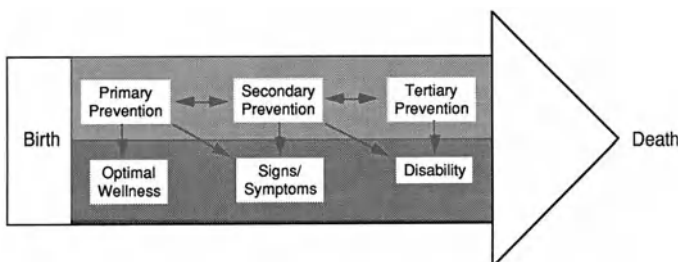 Birth
Primary
Prevention
Secondary
Prevention
Tertiary
Prevention
Optimal
Wellness
Signs/
Symptoms
Disability
Death